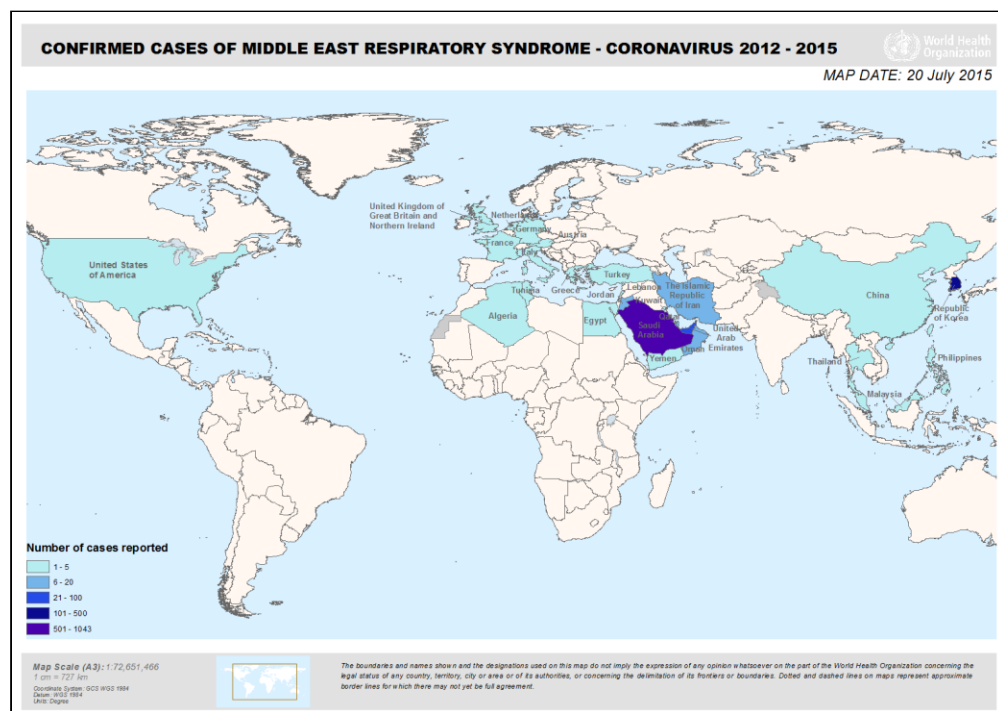 CONFIRMED CASES OF MIDDLE EAST RESPIRATORY SYNDROME - CORONAVIRUS 2012 - 2015
World Health
Organization
MAP DATE: 20 July 2015
United Kingdom of
Great Britain and
Northern Ireland
Netherlands
Germany
Austria
France
Italy
United States
of America
Turkey
Tunisia
Greece
Lebanon
Jordan
Kuwait
The Islamic
Republic
of Iran
China
Republic
of Korea
Algeria
Egypt
Qatar
Saudi
Arabia
United
Arab
Emirates
Oman
Yemen
Thailand
Philippines
Malaysia
Number of cases reported
1 - 5
6 - 20
21 - 100
101 - 500
501 - 1043
Map Scale (A3): 1:72,651,466
1 cm = 727 km
Coordinate System: GCS WGS 1984
Datum: WGS 1984
Units: Degree
The boundaries and names shown and the designations used on this map do not imply the expression of any opinion whatsoever on the part of the World Health Organization concerning the
legal status of any country, territory, city or area or of its authorities, or concerning the delimitation of its frontiers or boundaries. Dotted and dashed lines on maps represent approximate
border lines for which there may not yet be full agreement.